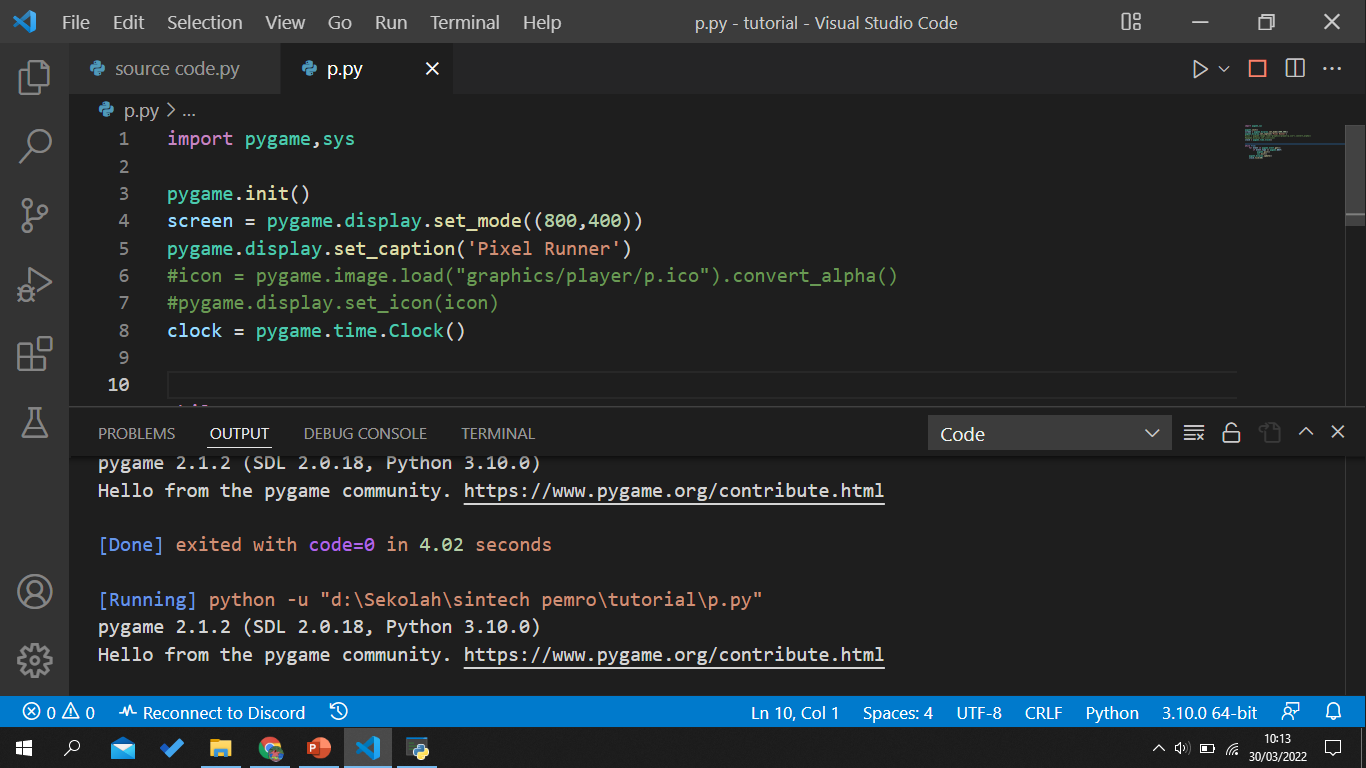 File Edit Selection View Go Run Terminal Help
p.py - tutorial - Visual Studio Code
source code.py
p.py
p.py > ...
1 import pygame,sys
2
3 pygame.init()
4 screen = pygame.display.set_mode((800,400))
5 pygame.display.set_caption('Pixel Runner')
6 #icon = pygame.image.load("graphics/player/p.ico").convert_alpha()
7 #pygame.display.set_icon(icon)
8 clock = pygame.time.Clock()
9
10
PROBLEMS OUTPUT DEBUG CONSOLE TERMINAL
Code
pygame 2.1.2 (SDL 2.0.18, Python 3.10.0)
Hello from the pygame community. https://www.pygame.org/contribute.html
[Done] exited with code=0 in 4.02 seconds
[Running] python -u "d:\Sekolah\sintech pemro\tutorial\p.py"
pygame 2.1.2 (SDL 2.0.18, Python 3.10.0)
Hello from the pygame community. https://www.pygame.org/contribute.html
0 0 Reconnect to Discord
Ln 10, Col 1 Spaces: 4 UTF-8 CRLF Python 3.10.0 64-bit
10:13
30/03/2022